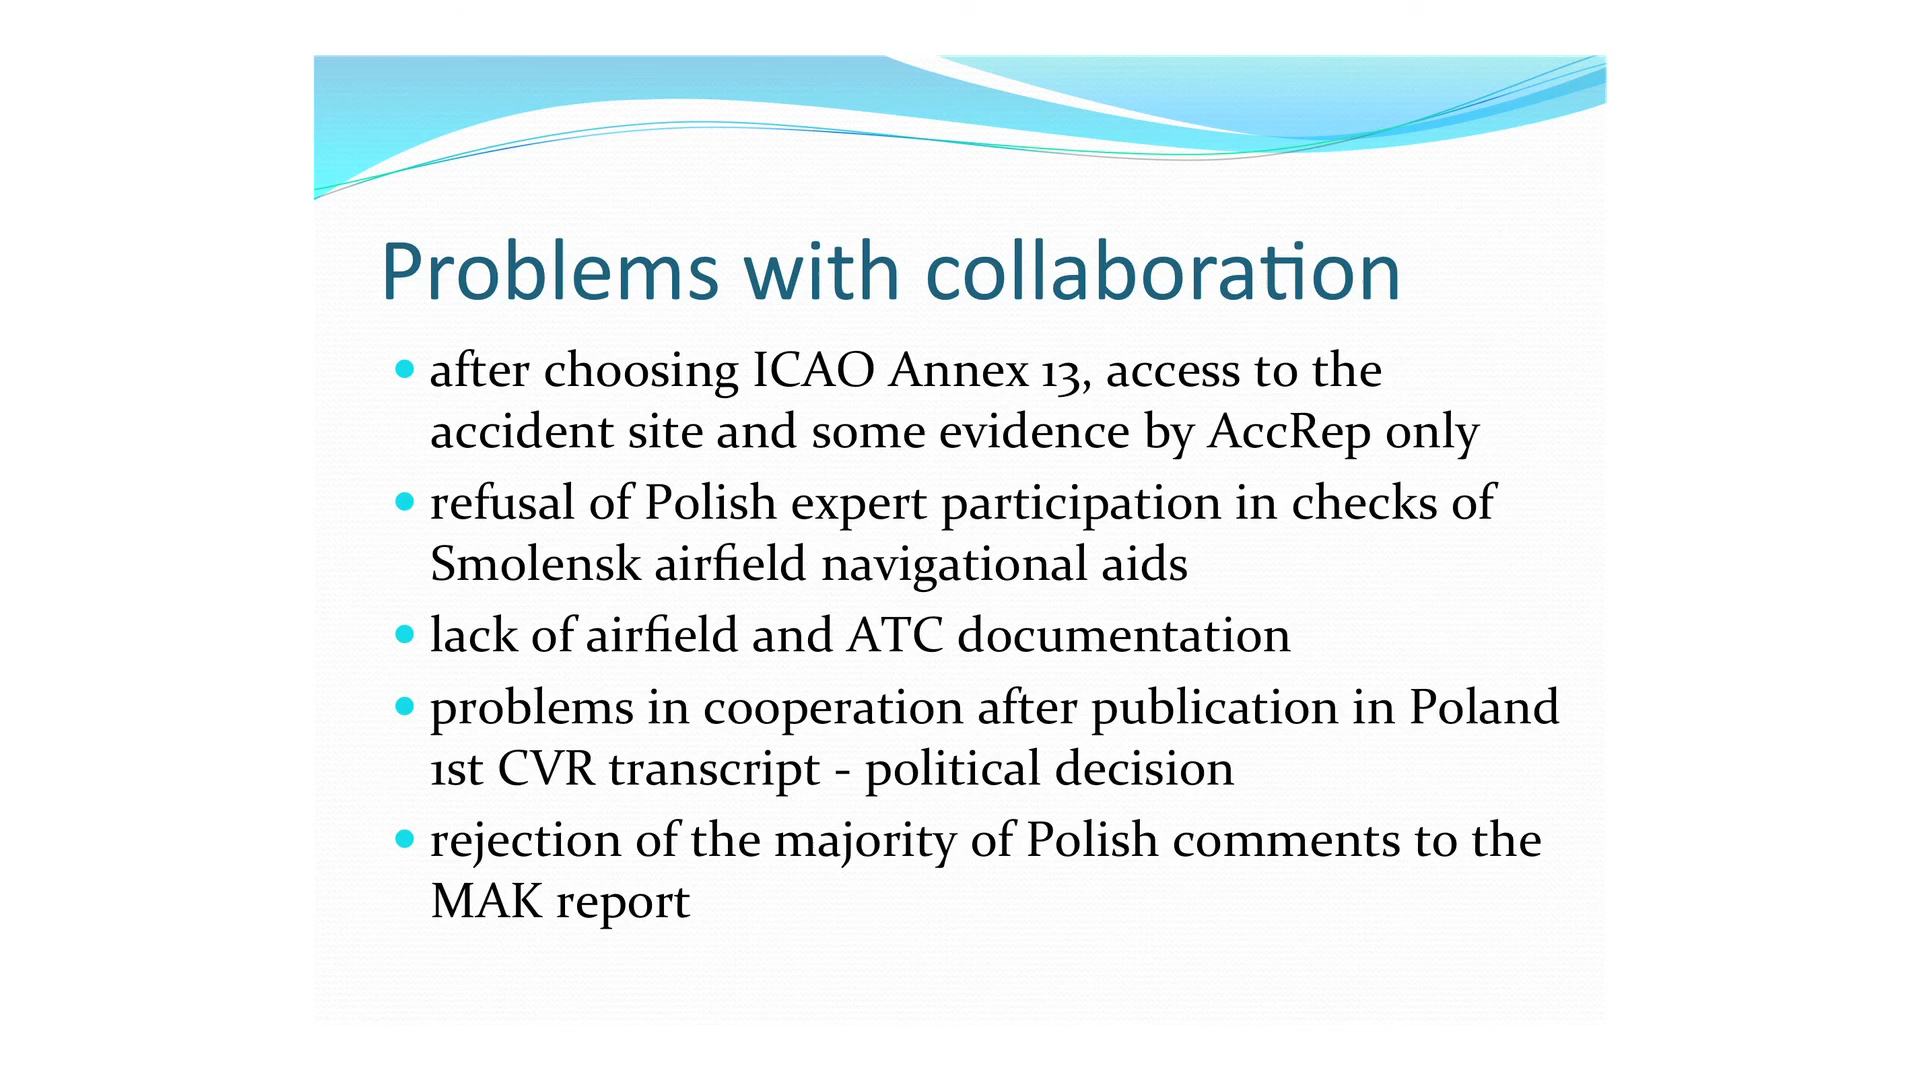 Problems with collaboration
after choosing ICAO Annex 13, access to the
accident site and some evidence by AccRep only
refusal of Polish expert participation in checks of
Smolensk airfield navigational aids
lack of airfield and ATC documentation
problems in cooperation after publication in Poland
1st CVR transcript - political decision
rejection of the majority of Polish comments to the
MAK report